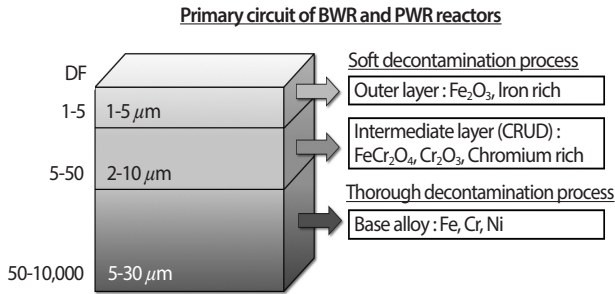 Primary circuit of BWR and PWR reactors
DF
1-5
5-50
50-10,000
1-5 μm
2-10 μm
5-30 μm
Soft decontamination process
Outer layer : Fe₂O₃, Iron rich
Intermediate layer (CRUD) :
FeCr₂O₄, Cr₂O₃, Chromium rich
Thorough decontamination process
Base alloy : Fe, Cr, Ni